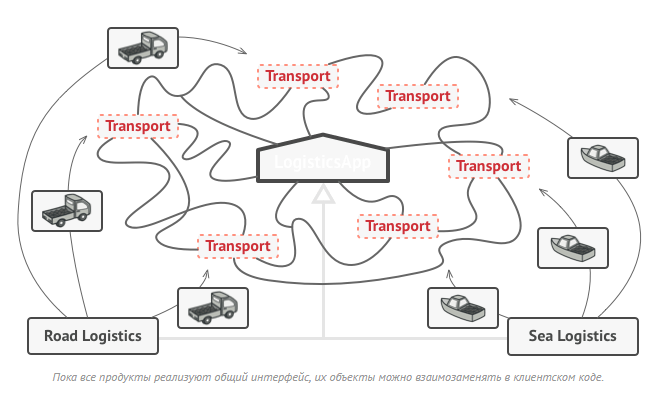 Transport
Transport
Transport
LogisticsApp
Transport
Transport
Transport
Road Logistics
Sea Logistics
Пока все продукты реализуют общий интерфейс, их объекты можно взаимозаменять в клиентском коде.